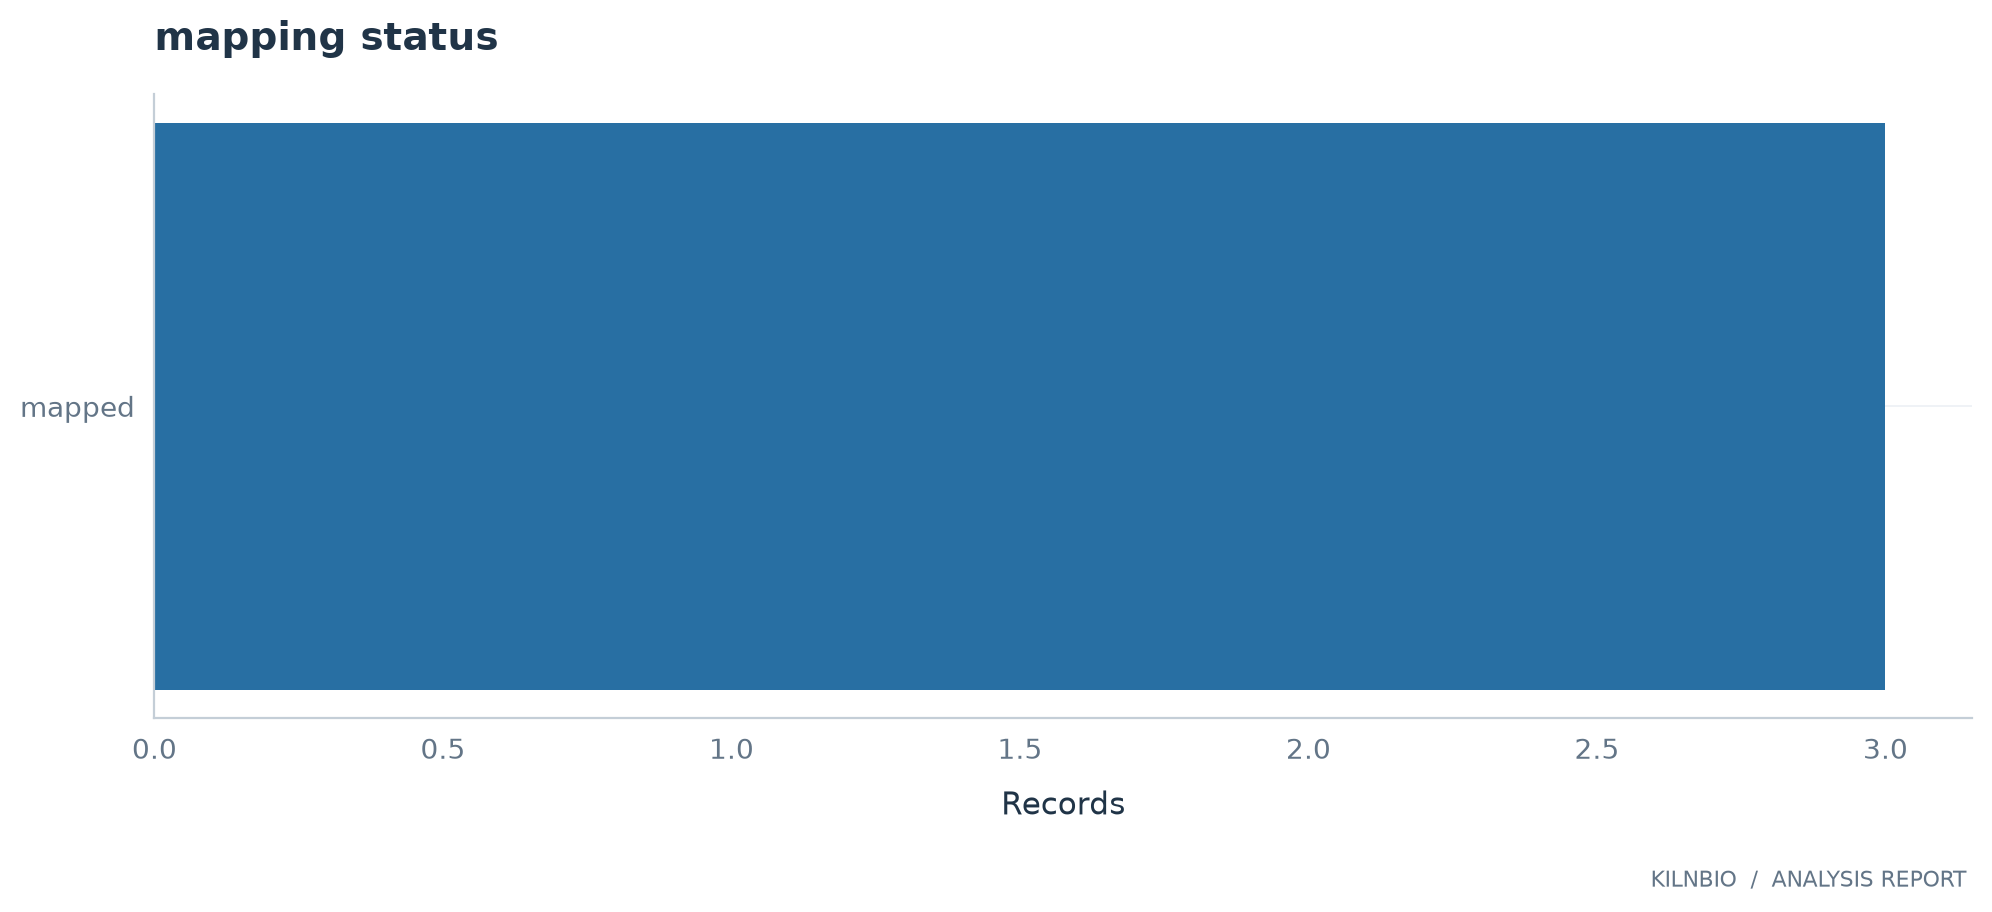 mapping status
mapped
0.0 0.5 1.0 1.5 2.0 2.5 3.0
Records
KILNBIO / ANALYSIS REPORT